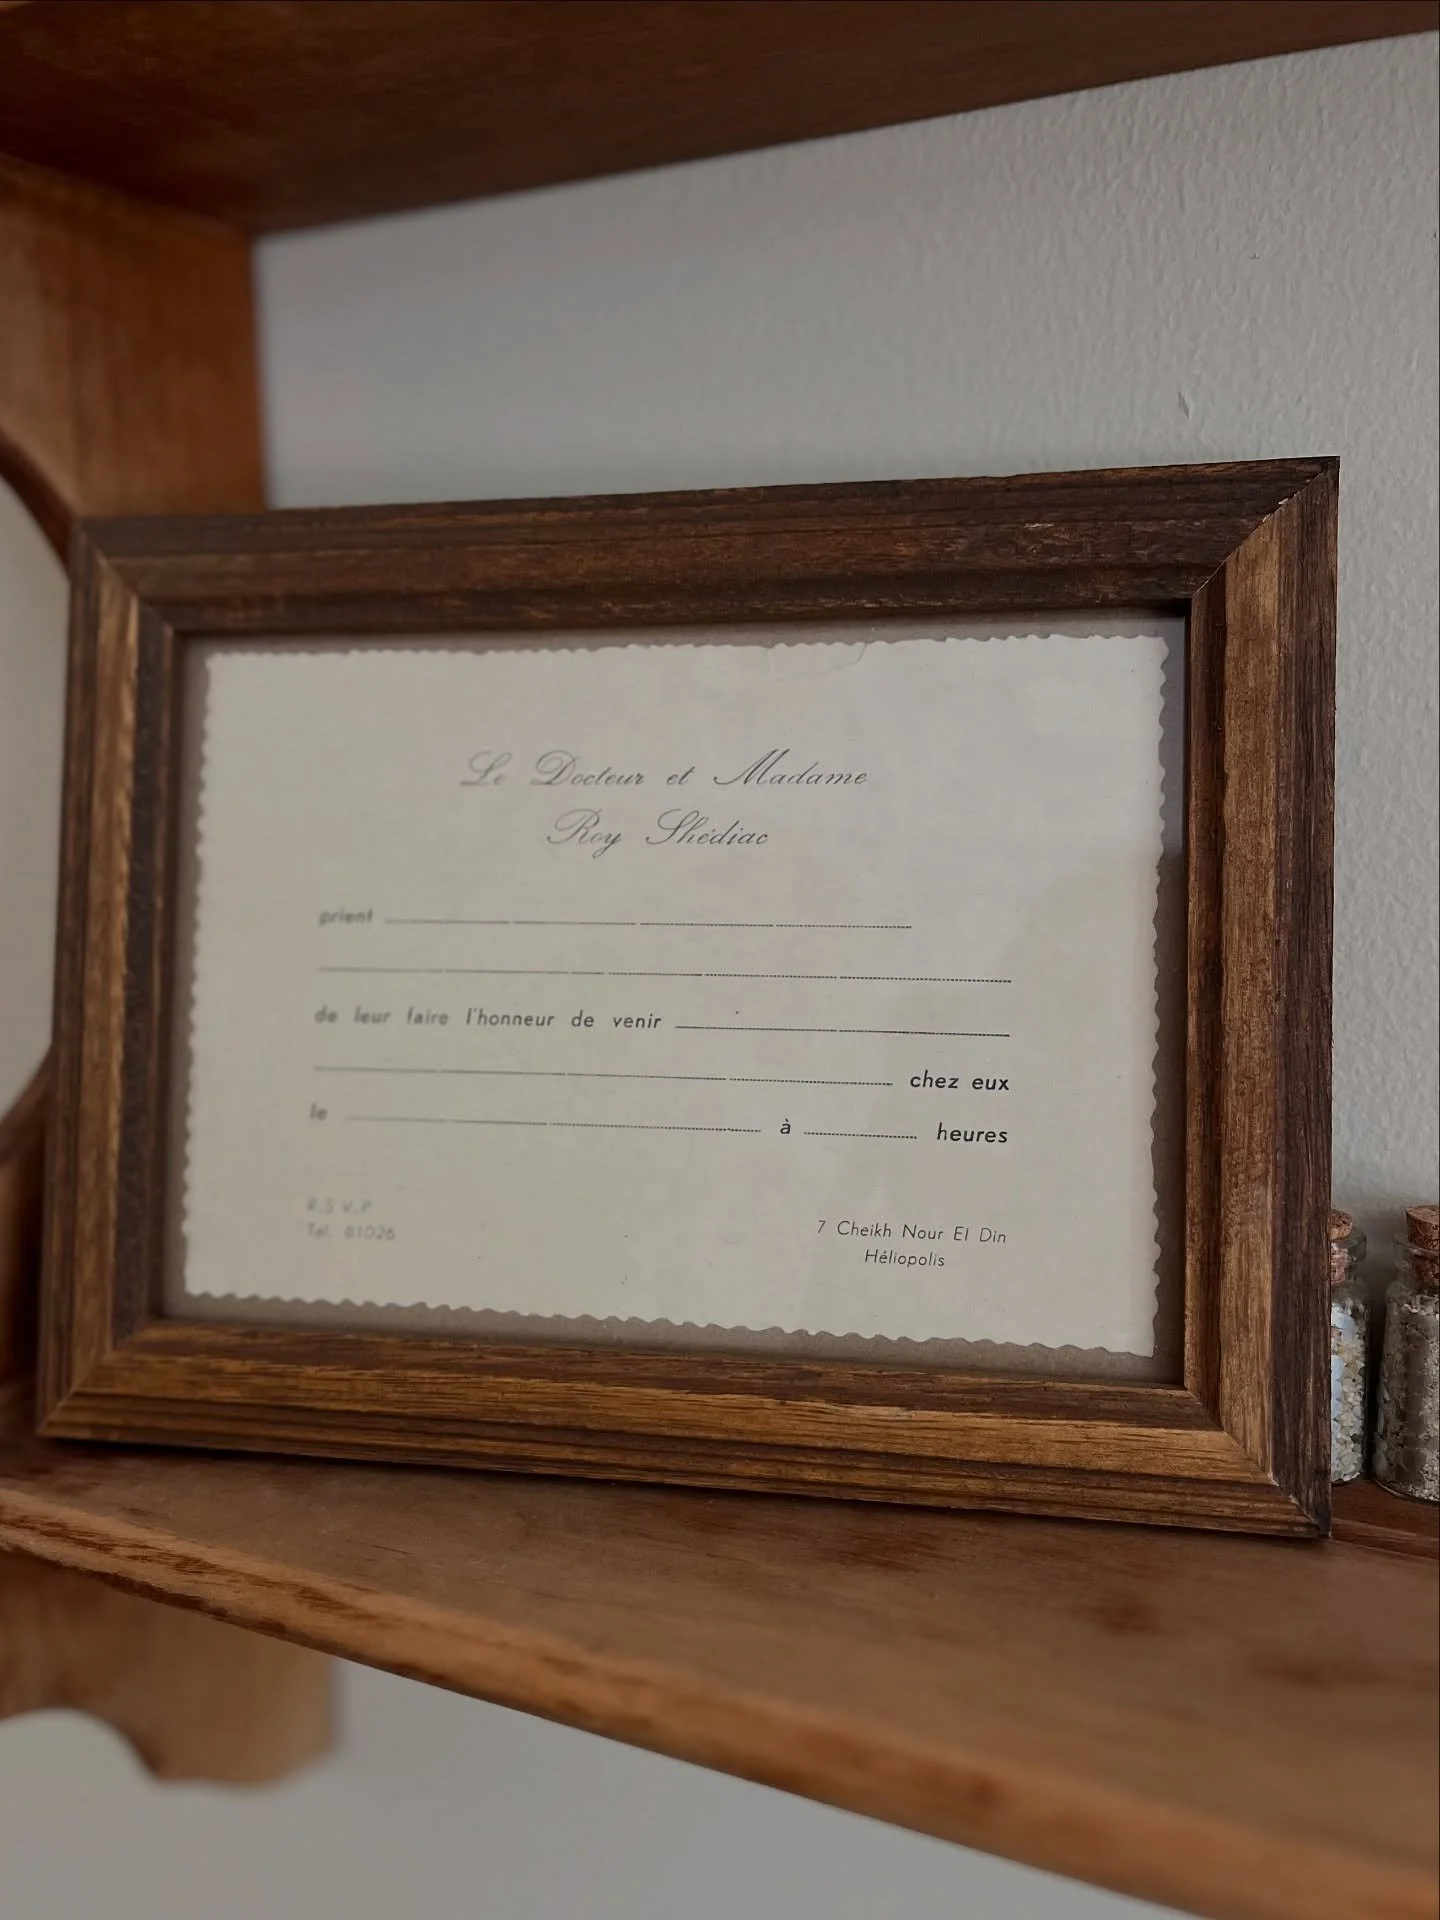 Le Docteur et Madame
Roy Shédiac
prient
de leur faire l'honneur de venir
chez eux
le à heures
R.S.V.P
Tel. 61026
7 Cheikh Nour El Din
Héliopolis